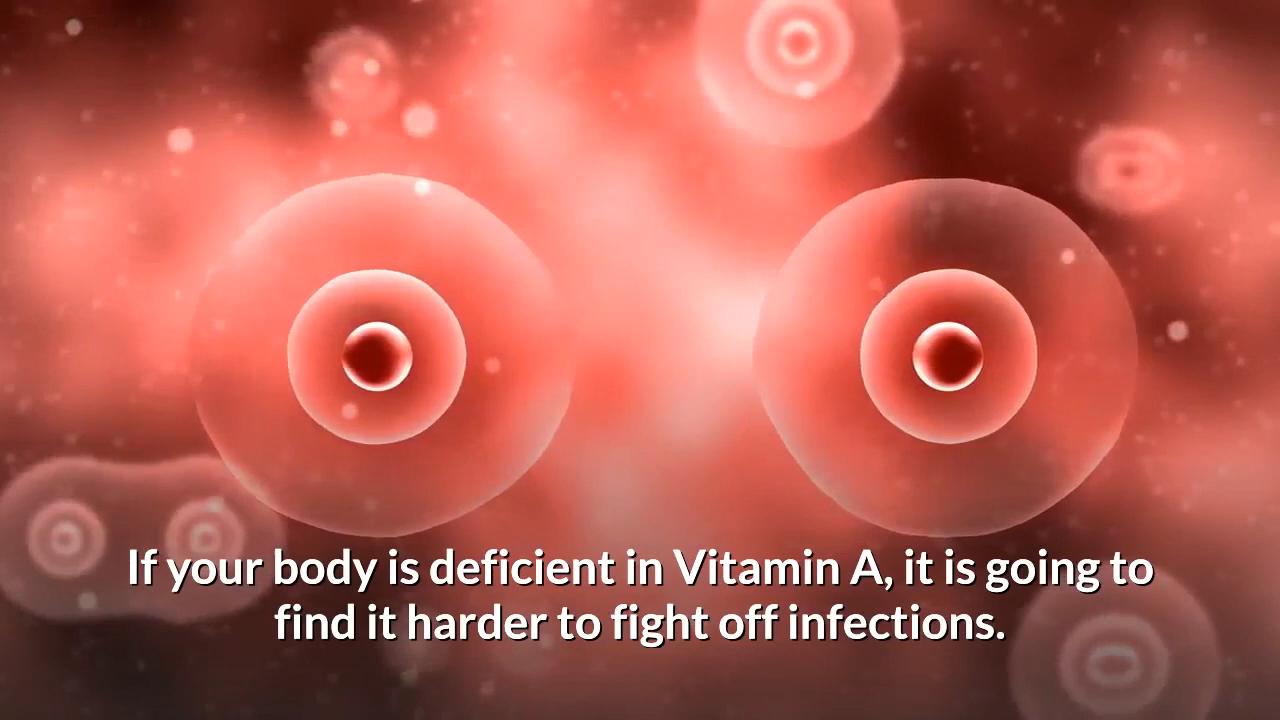 If your body is deficient in Vitamin A, it is going to
find it harder to fight off infections.